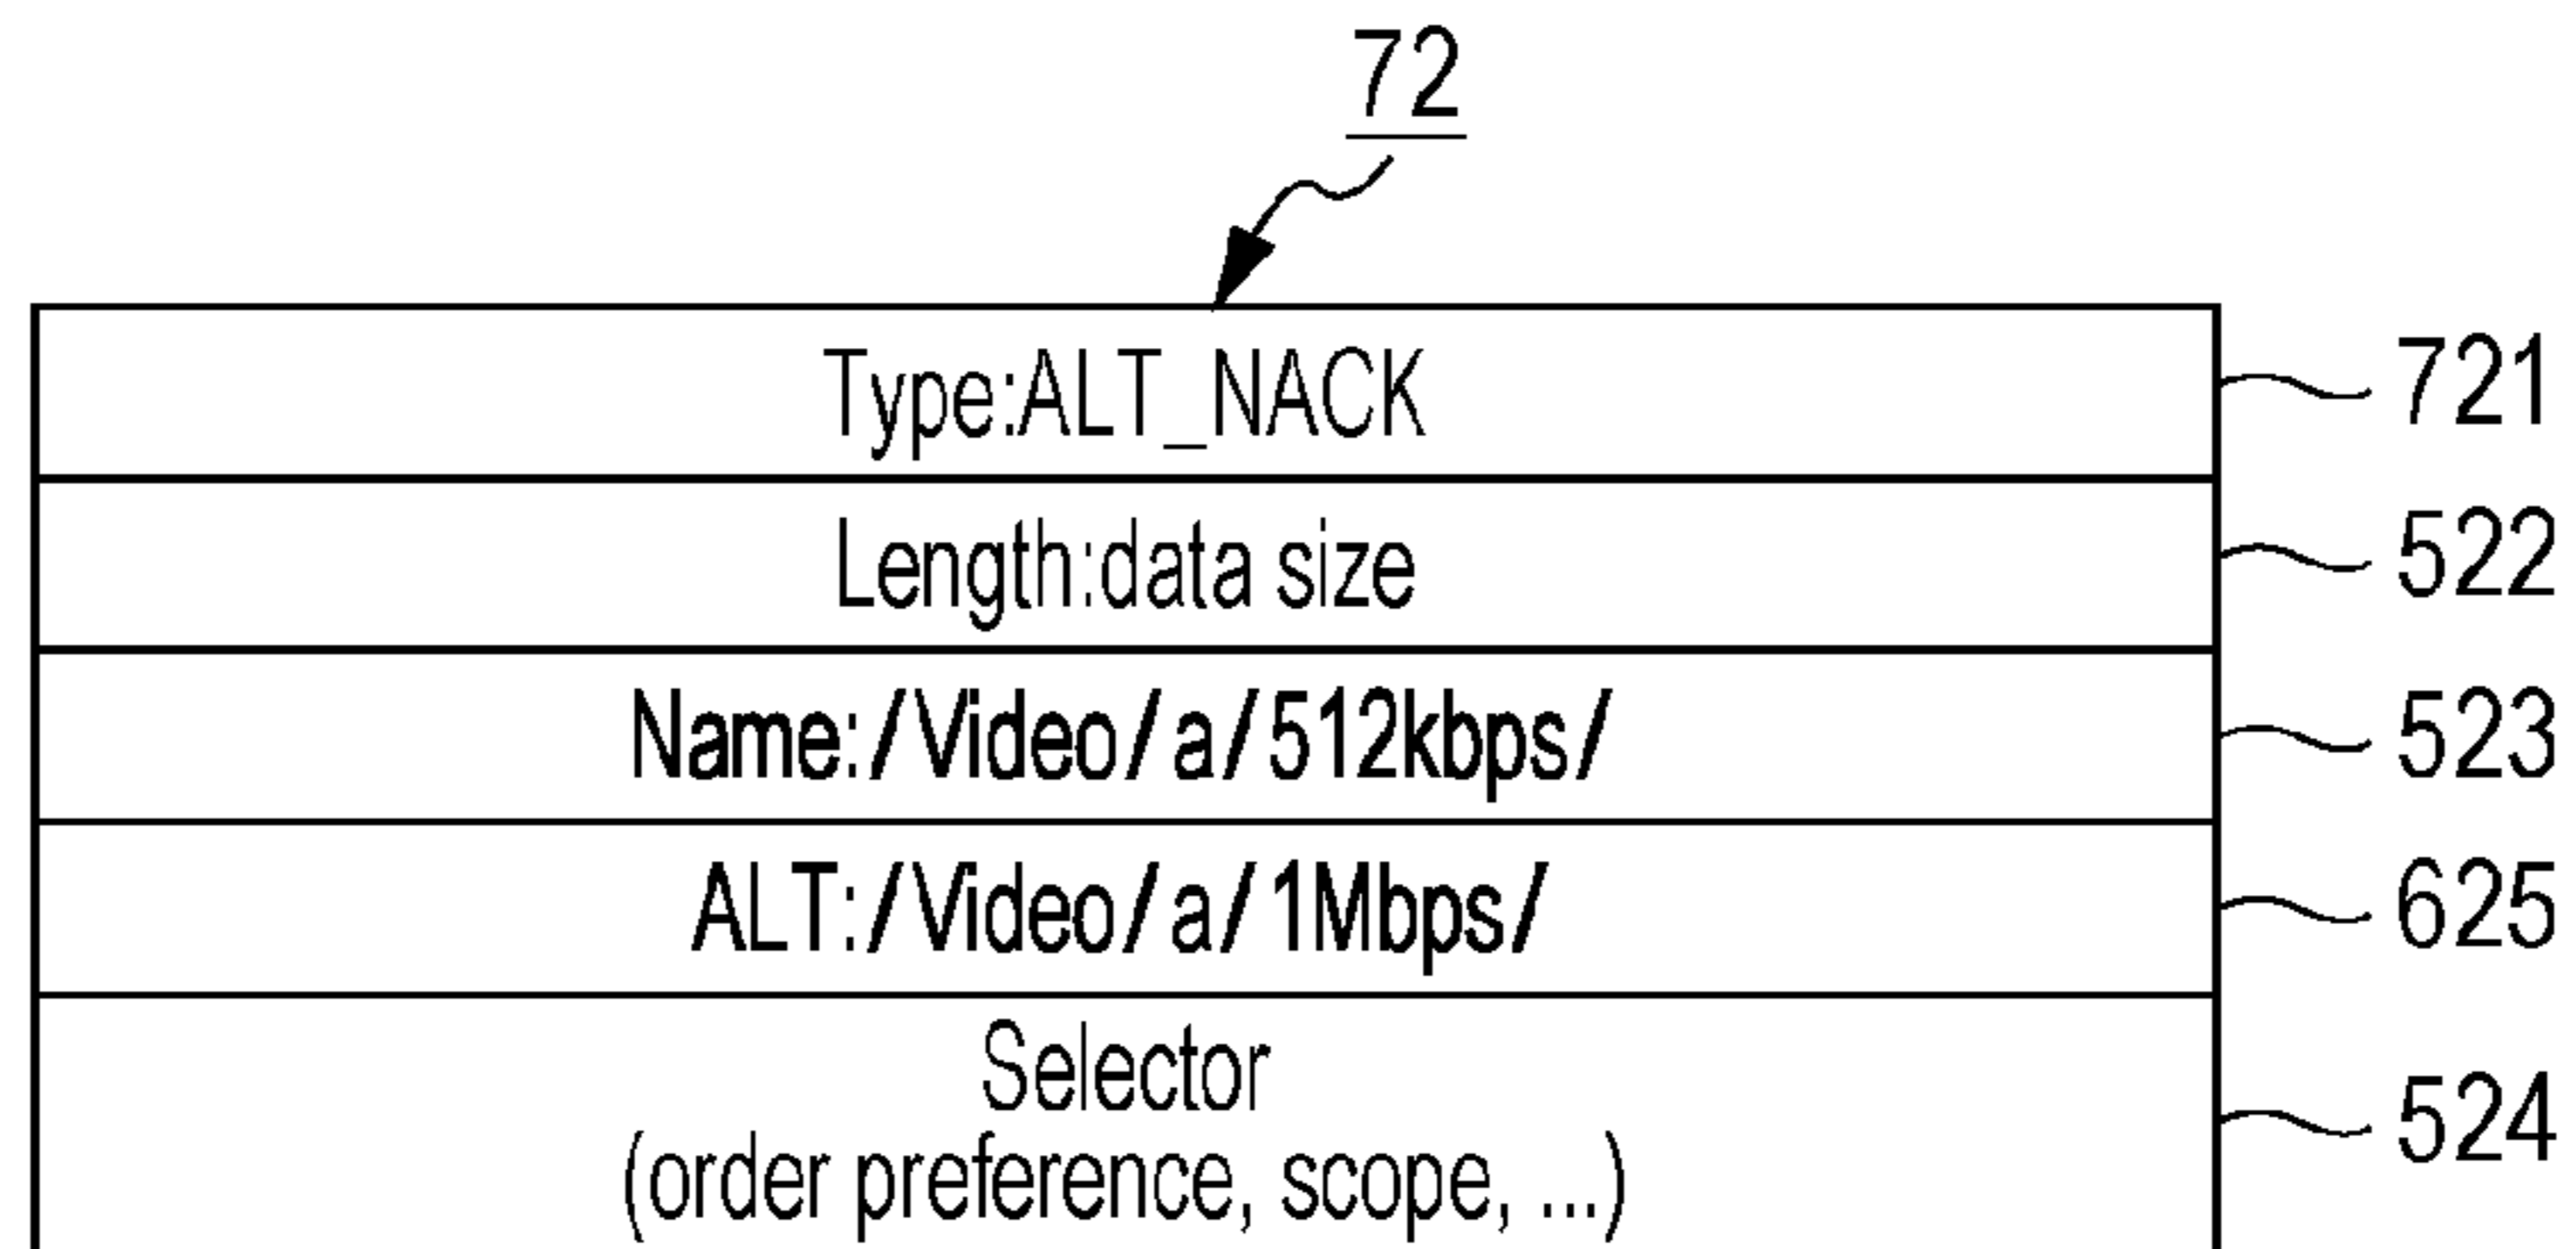 72
Type:ALT_NACK 721
Length:data size 522
Name:/Video/a/512kbps/ 523
ALT:/Video/a/1Mbps/ 625
Selector
(order preference, scope, ...) 524